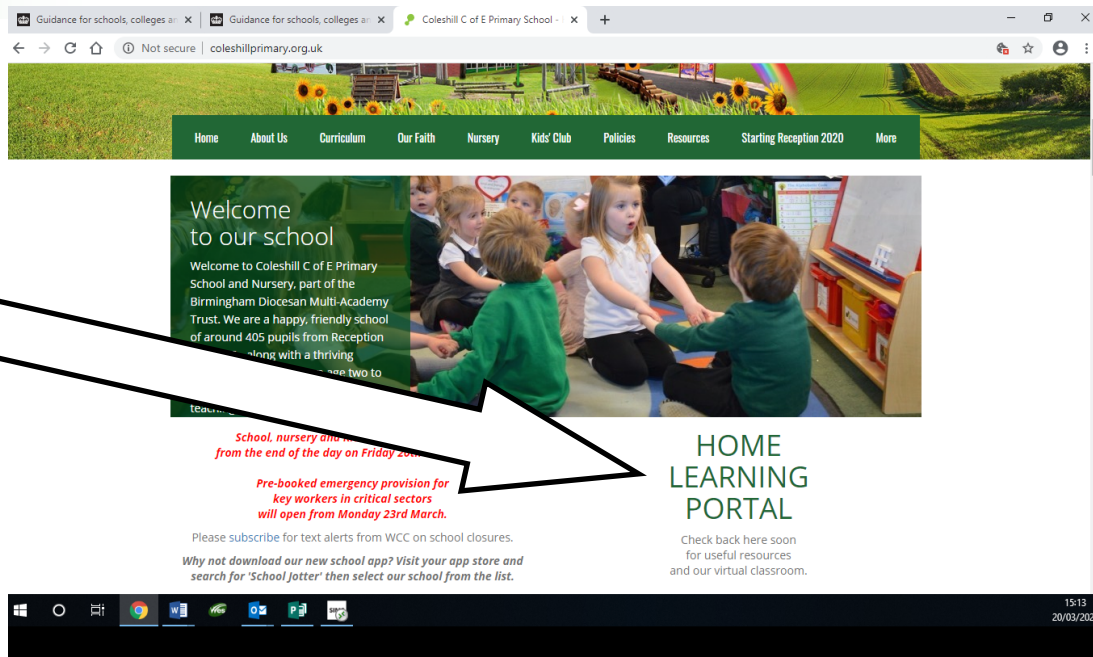 Guidance for schools, colleges an
Guidance for schools, colleges an
Coleshill C of E Primary School -
Not secure
coleshillprimary.org.uk
Home About Us Curriculum Our Faith Nursery Kids' Club Policies Resources Starting Reception 2020 More
Welcome
to our school
Welcome to Coleshill C of E Primary
School and Nursery, part of the
Birmingham Diocesan Multi-Academy
Trust. We are a happy, friendly school
of around 405 pupils from Reception
along with a thriving
age two to
School, nursery and
from the end of the day on Friday
Pre-booked emergency provision for
key workers in critical sectors
will open from Monday 23rd March.
Please subscribe for text alerts from WCC on school closures.
Why not download our new school app? Visit your app store and
search for 'School Jotter' then select our school from the list.
HOME
LEARNING
PORTAL
Check back here soon
for useful resources
and our virtual classroom.
15:13
20/03/202